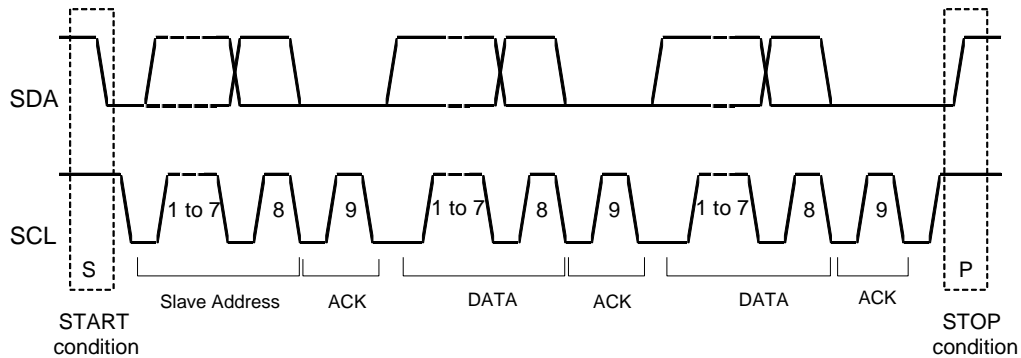 SDA
SCL
1 to 7 8 9 1 to 7 8 9 1 to 7 8 9
S P
Slave Address ACK DATA ACK DATA ACK
START
condition
STOP
condition